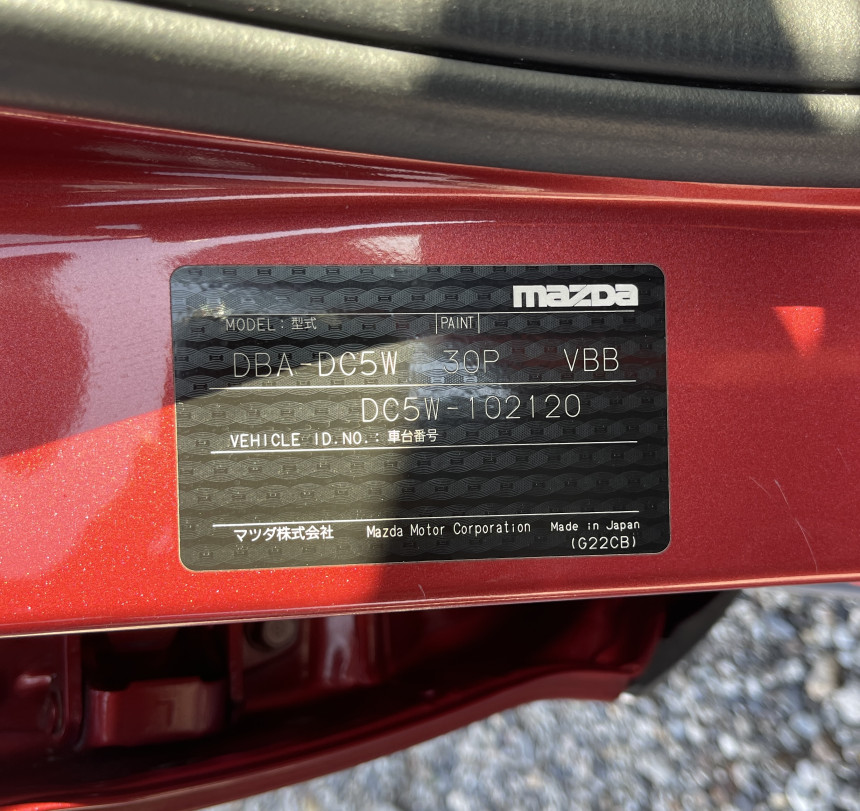 mazDa
MODEL : 型式 PAINT
DBA-DC5W 30P VBB
DC5W-102120
VEHICLE ID.NO. : 車台番号
マツダ株式会社 Mazda Motor Corporation Made in Japan
(G22CB)